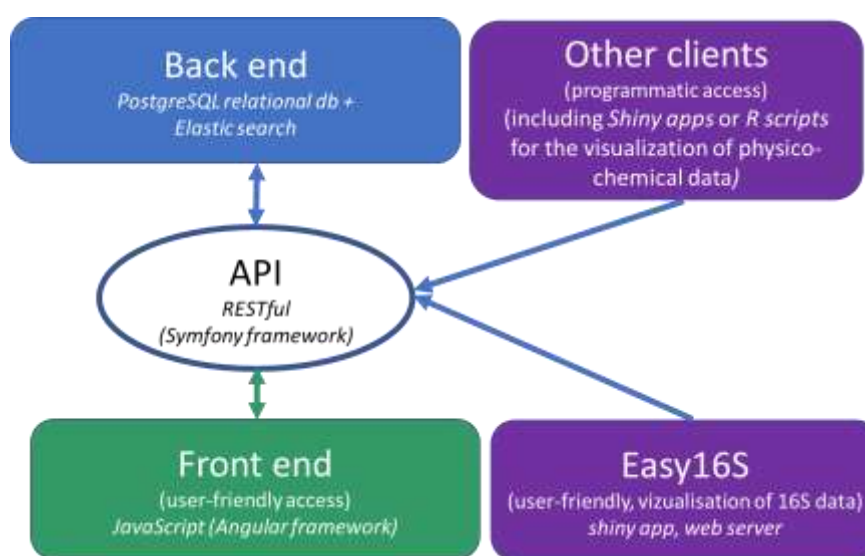 Back end
PostgreSQL relational db +
Elastic search
Other clients
(programmatic access)
(including Shiny apps or R scripts
for the visualization of physico-
chemical data)
API
RESTful
(Symfony framework)
Front end
(user-friendly access)
JavaScript (Angular framework)
Easy16S
(user-friendly, vizualisation of 16S data)
shiny app, web server